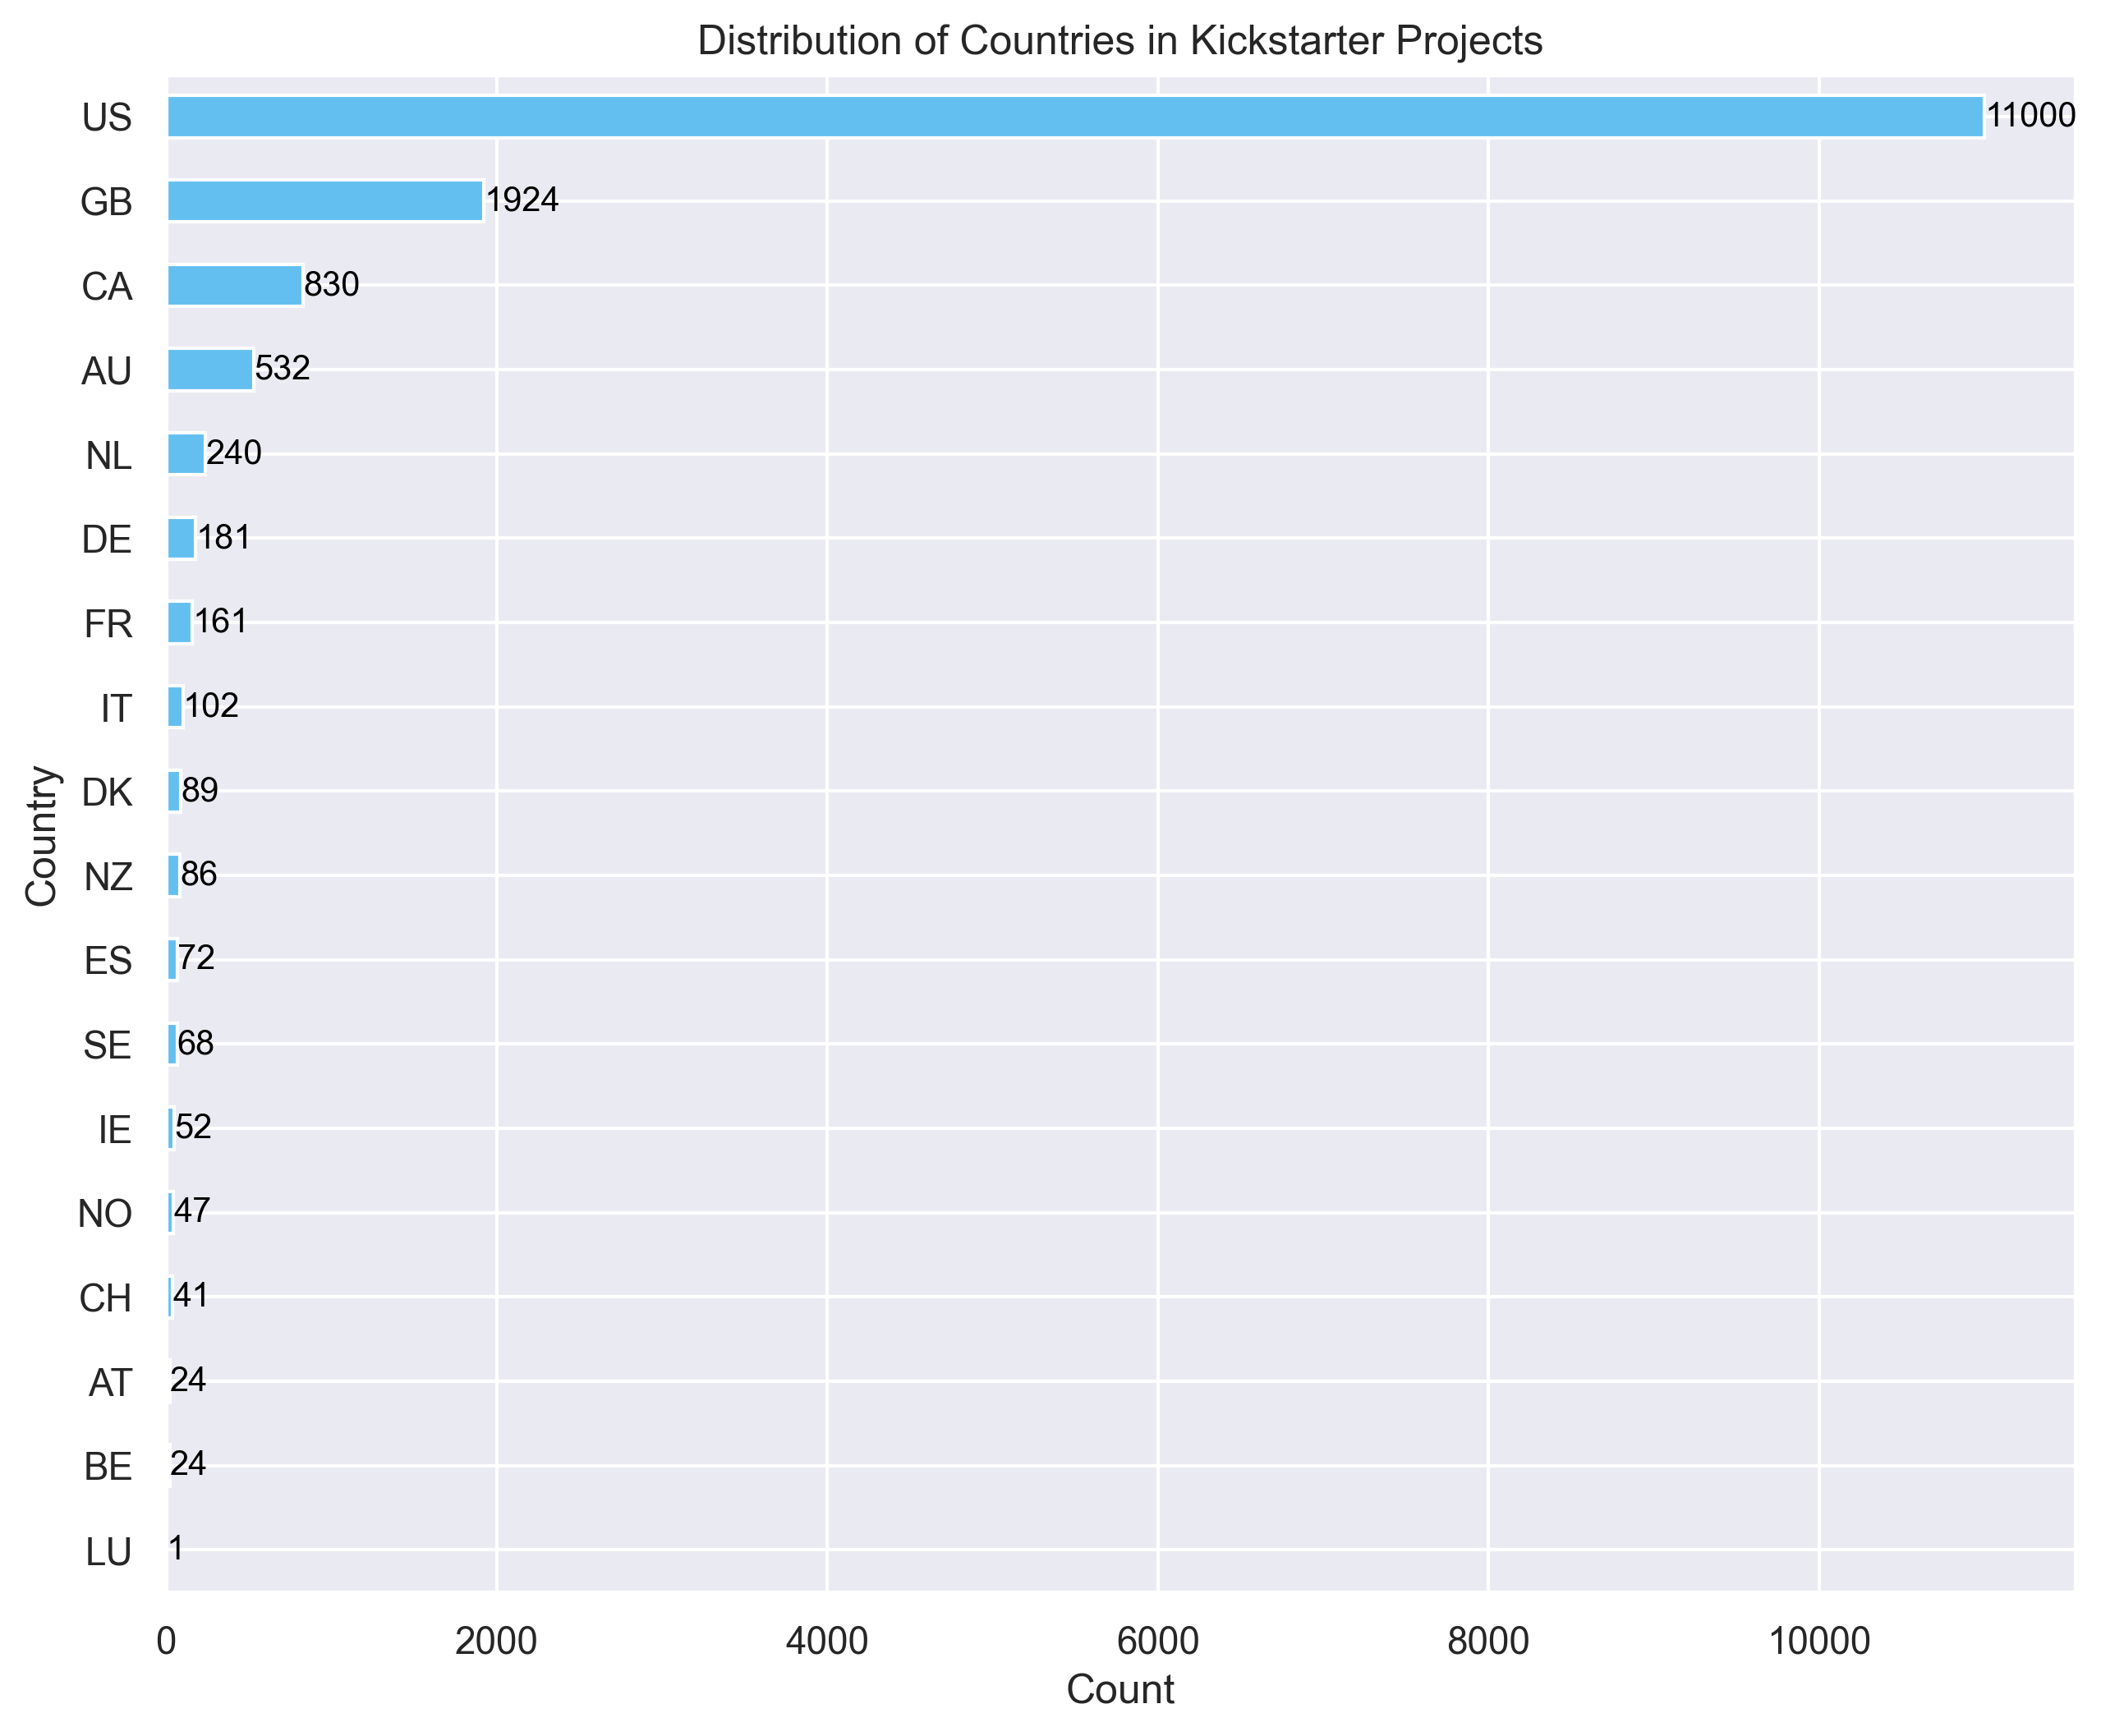 Distribution of Countries in Kickstarter Projects
US 11000
GB 1924
CA 830
AU 532
NL 240
DE 181
FR 161
IT 102
DK 89
NZ 86
ES 72
SE 68
IE 52
NO 47
CH 41
AT 24
BE 24
LU 1
Country
0 2000 4000 6000 8000 10000
Count